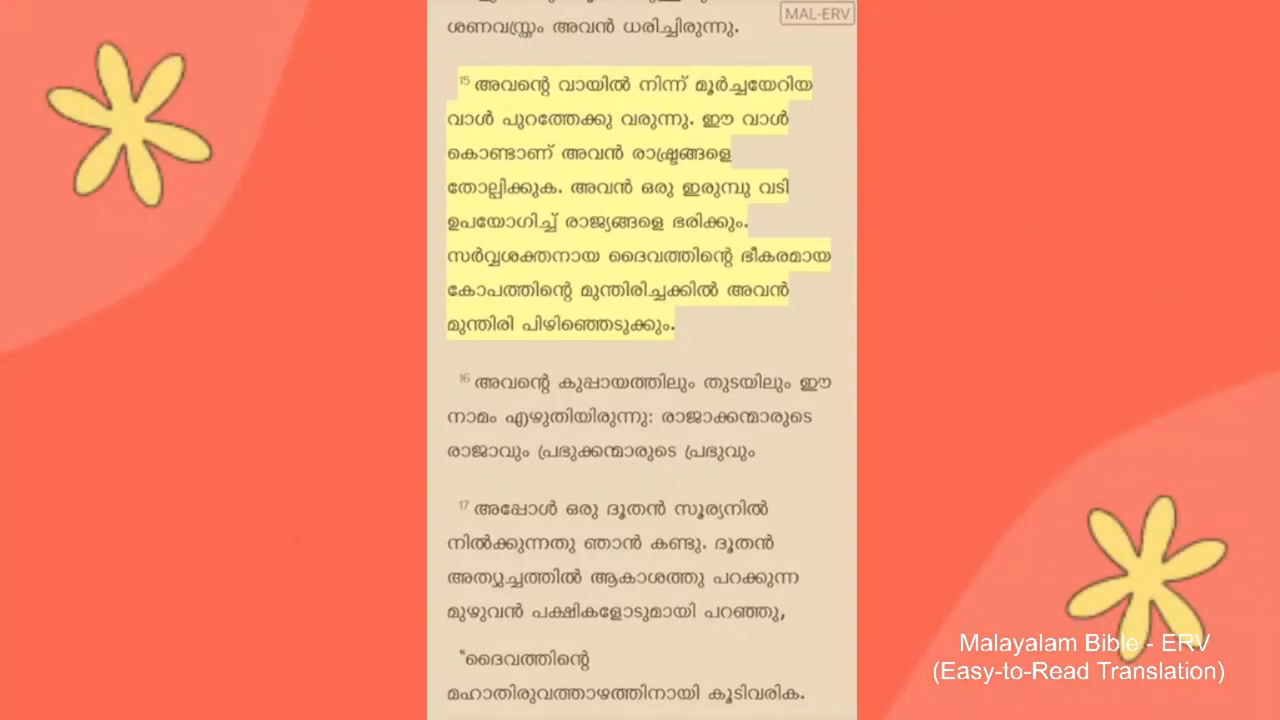 MAL-ERV
ശണവസ്ത്രം അവൻ ധരിച്ചിരുന്നു.
15 അവന്റെ വായിൽ നിന്ന് മൂർച്ചയേറിയ
വാൾ പുറത്തേക്കു വരുന്നു. ഈ വാൾ
കൊണ്ടാണ് അവൻ രാഷ്ട്രങ്ങളെ
തോല്പിക്കുക. അവൻ ഒരു ഇരുമ്പു വടി
ഉപയോഗിച്ച് രാജ്യങ്ങളെ ഭരിക്കും.
സർവ്വശക്തനായ ദൈവത്തിന്റെ ഭീകരമായ
കോപത്തിന്റെ മുന്തിരിച്ചക്കിൽ അവൻ
മുന്തിരി പിഴിഞ്ഞെടുക്കും.
16 അവന്റെ കുപ്പായത്തിലും തുടയിലും ഈ
നാമം എഴുതിയിരുന്നു: രാജാക്കന്മാരുടെ
രാജാവും പ്രഭുക്കന്മാരുടെ പ്രഭുവും
17 അപ്പോൾ ഒരു ദൂതൻ സൂര്യനിൽ
നിൽക്കുന്നതു ഞാൻ കണ്ടു. ദൂതൻ
അത്യുച്ചത്തിൽ ആകാശത്തു പറക്കുന്ന
മുഴുവൻ പക്ഷികളോടുമായി പറഞ്ഞു,
"ദൈവത്തിന്റെ
മഹാതിരുവത്താഴത്തിനായി കൂടിവരിക.
Malayalam Bible - ERV
(Easy-to-Read Translation)